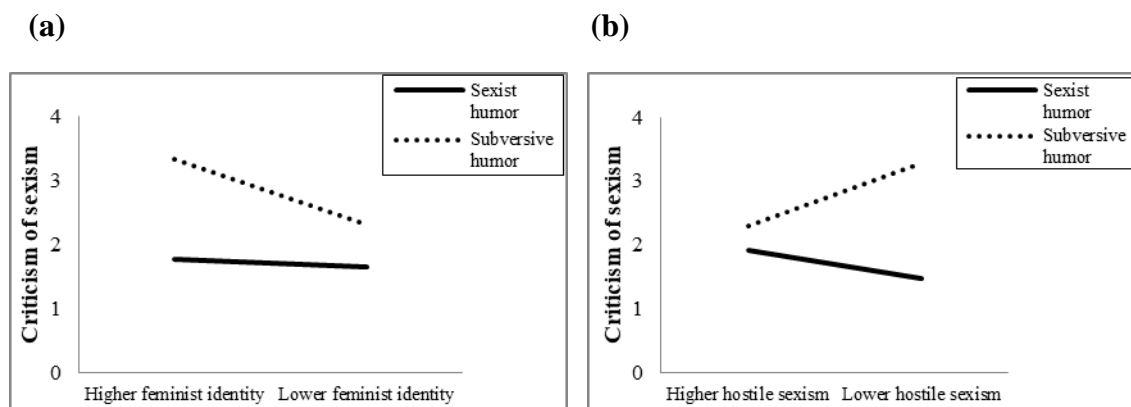 (a)
Criticism of sexism
4
3
2
1
0
Higher feminist identity Lower feminist identity
Sexist
humor
Subversive
humor
(b)
Criticism of sexism
4
3
2
1
0
Higher hostile sexism Lower hostile sexism
Sexist
humor
Subversive
humor